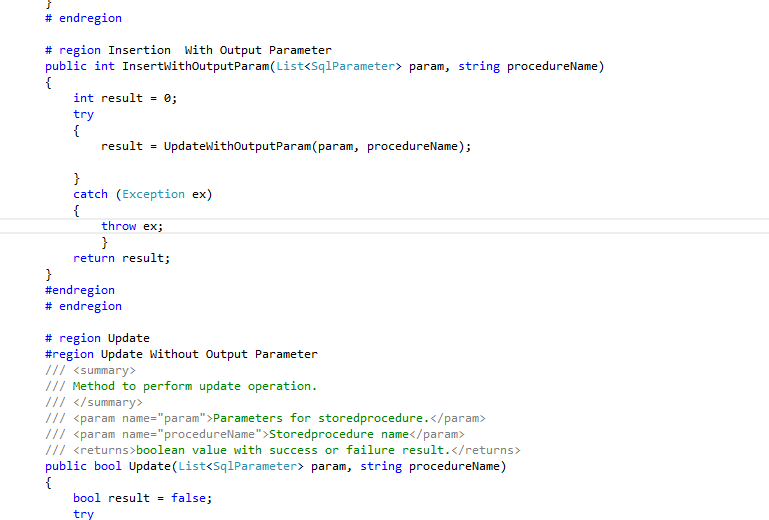 }
# endregion
# region Insertion  With Output Parameter
public int InsertWithOutputParam(List<SqlParameter> param, string procedureName)
{
    int result = 0;
    try
    {
        result = UpdateWithOutputParam(param, procedureName);
    }
    catch (Exception ex)
    {
        throw ex;
        }
    return result;
}
#endregion
# endregion
# region Update
#region Update Without Output Parameter
/// <summary>
/// Method to perform update operation.
/// </summary>
/// <param name="param">Parameters for storedprocedure.</param>
/// <param name="procedureName">Storedprocedure name</param>
/// <returns>boolean value with success or failure result.</returns>
public bool Update(List<SqlParameter> param, string procedureName)
{
    bool result = false;
    try